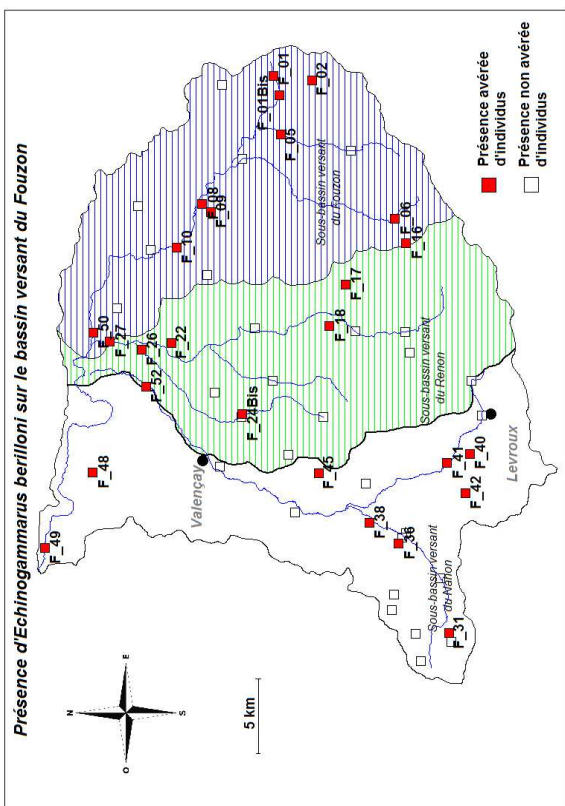 Présence d'Echinogammarus berilloni sur le bassin versant du Fouzon
N
E
S
O
5 km
F_49
F_48
Valençay
F_50
F_27
F_26
F_52
F_22
F_24Bis
F_10
F_08
F_09
F_01Bis
F_01
F_05
F_02
Sous-bassin versant
du Fouzon
F_06
F_16
F_17
F_18
Sous-bassin versant
du Renon
F_45
F_38
F_36
F_41
F_40
F_42
Levroux
F_31
Sous-bassin versant
du Nahon
Présence avérée
d'individus
Présence non avérée
d'individus